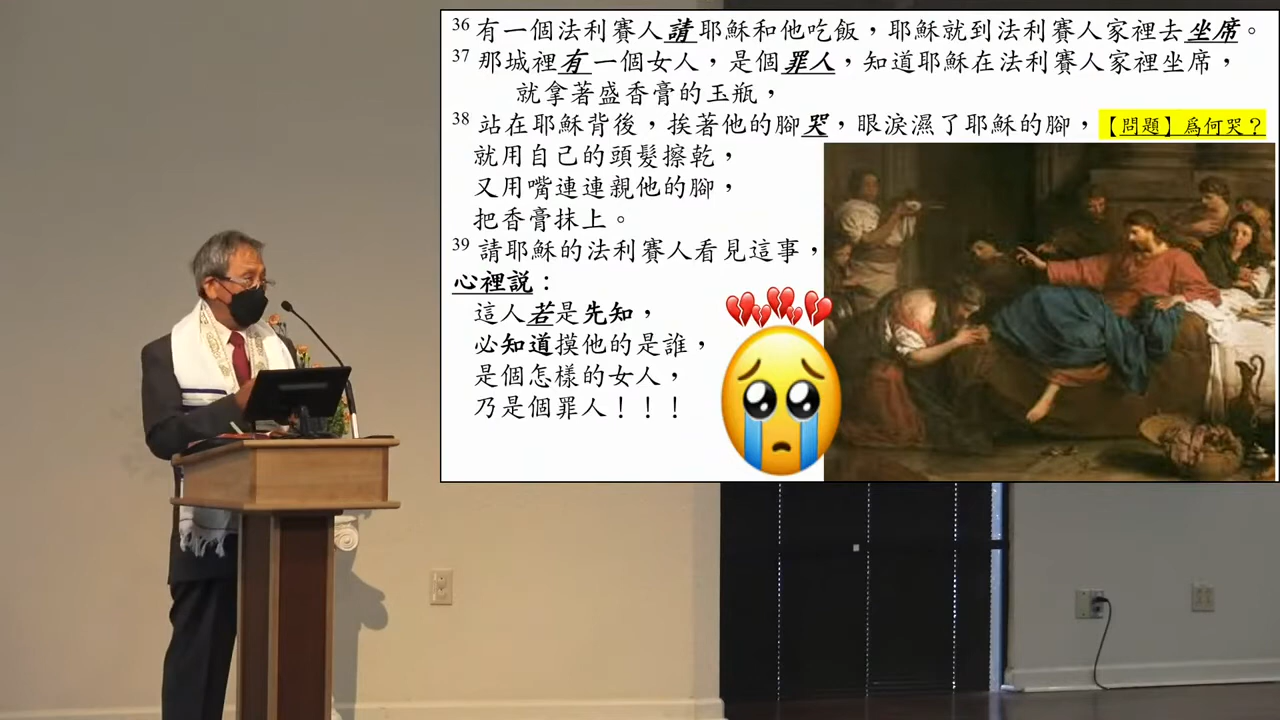 36 有一個法利賽人請耶穌和他吃飯，耶穌就到法利賽人家裡去坐席。
37 那城裡有一個女人，是個罪人，知道耶穌在法利賽人家裡坐席，
就拿著盛香膏的玉瓶，
38 站在耶穌背後，挨著他的腳哭，眼淚濕了耶穌的腳，【問題】為何哭？
就用自己的頭髮擦乾，
又用嘴連連親他的腳，
把香膏抹上。
39 請耶穌的法利賽人看見這事，
心裡説：
這人若是先知，
必知道摸他的是誰，
是個怎樣的女人，
乃是個罪人！！！